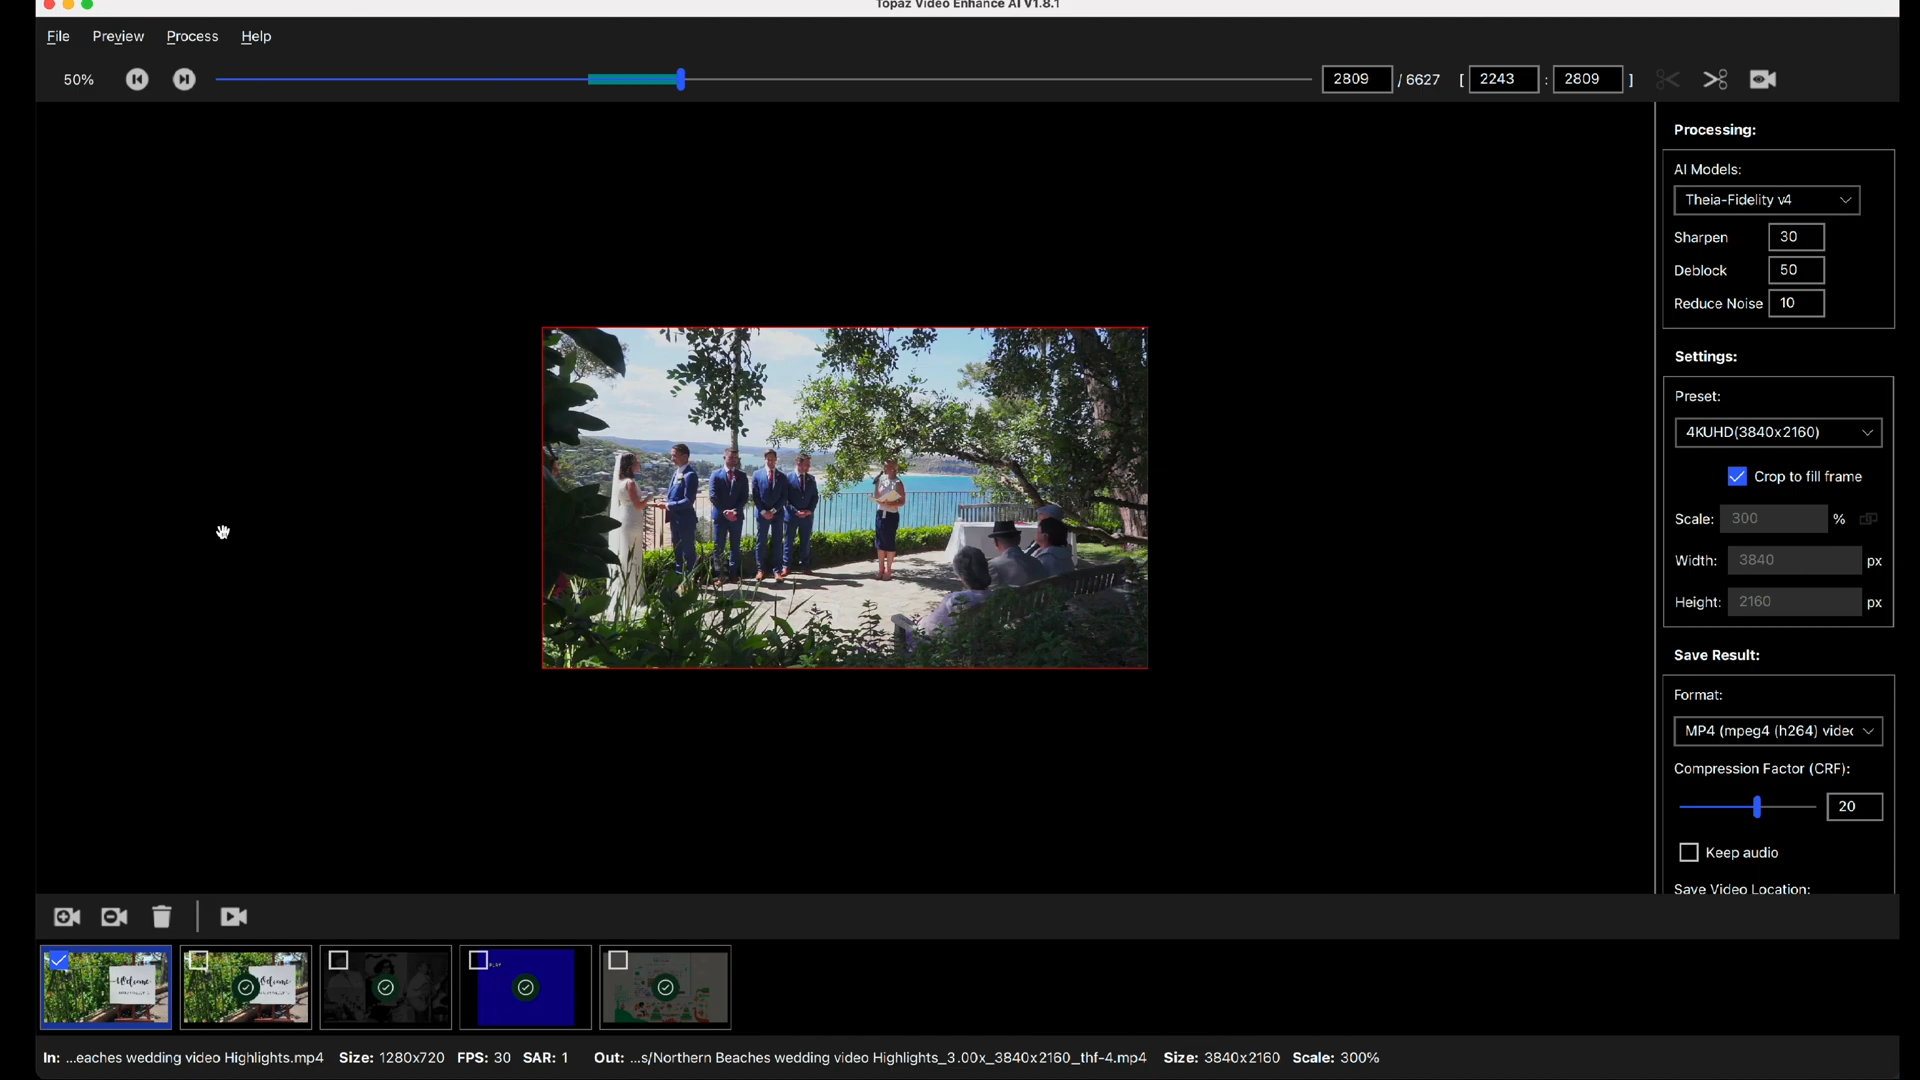 Topaz Video Enhance AI V1.8.1
File Preview Process Help
50% 2809 / 6627 [ 2243 : 2809 ]
Processing:
AI Models:
Theia-Fidelity v4
Sharpen 30
Deblock 50
Reduce Noise 10
Settings:
Preset:
4KUHD(3840x2160)
Crop to fill frame
Scale: 300 %
Width: 3840 px
Height: 2160 px
Save Result:
Format:
MP4 (mpeg4 (h264) videc
Compression Factor (CRF):
20
Keep audio
Save Video Location:
Welcome
In: ...eaches wedding video Highlights.mp4 Size: 1280x720 FPS: 30 SAR: 1 Out: ...s/Northern Beaches wedding video Highlights_3.00x_3840x2160_thf-4.mp4 Size: 3840x2160 Scale: 300%